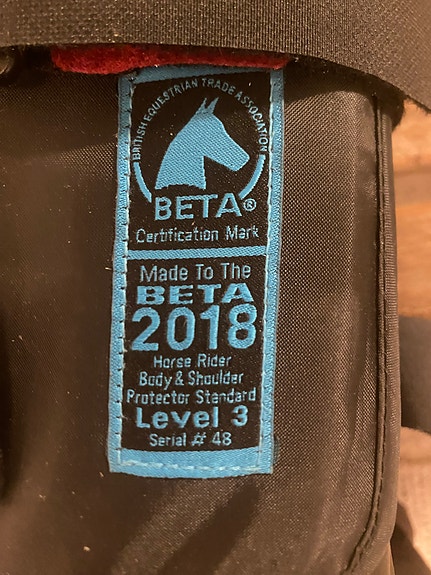 BRITISH EQUESTRIAN TRADE ASSOCIATION
BETA®
Certification Mark
Made To The
BETA
2018
Horse Rider
Body & Shoulder
Protector Standard
Level 3
Serial # 48